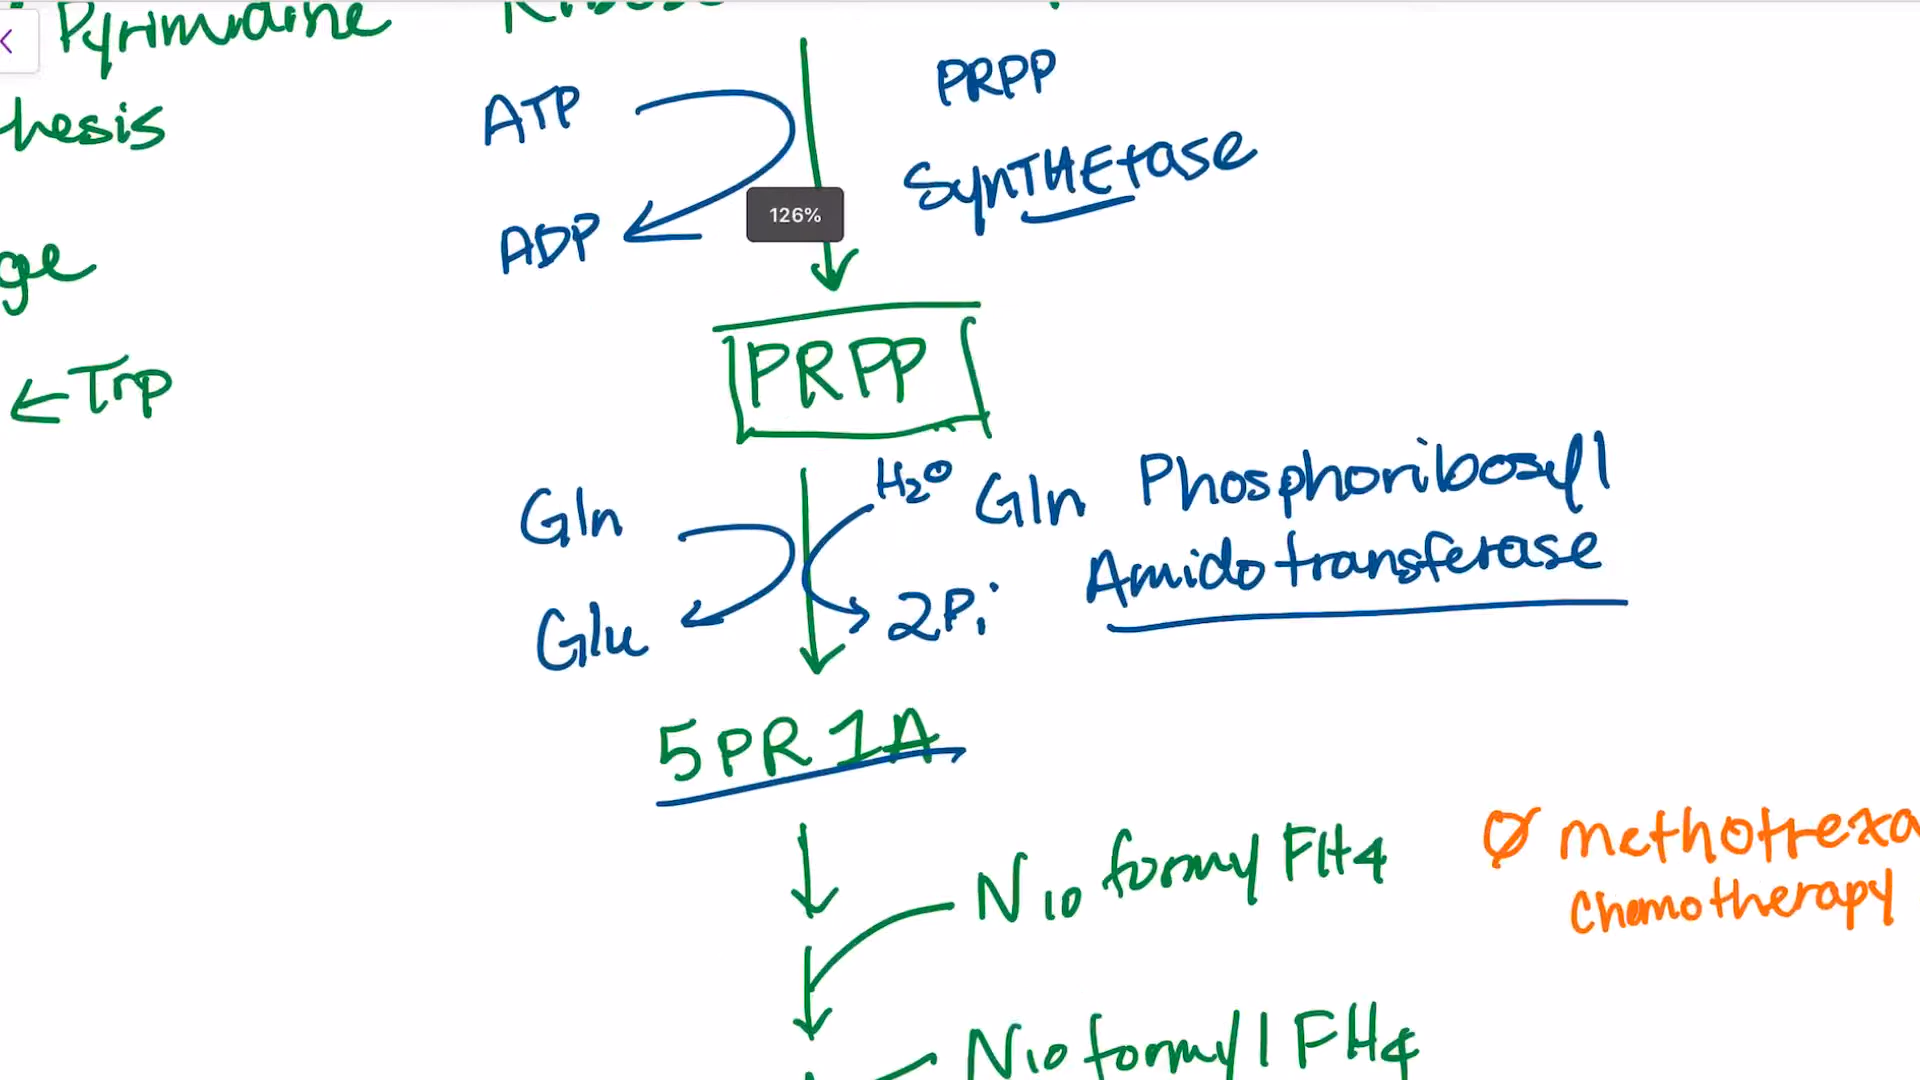 Pyrimidine
thesis
ge
← Trp
ATP
ADP
PRPP
SynTHEtase
126%
PRPP
Gln
Glu
H2O
2Pi
Gln Phosphoribosyl
Amidotransferase
5PR1A
N10 formyl FH4
Ø methotrexa
chemotherapy
N10 formyl FH4